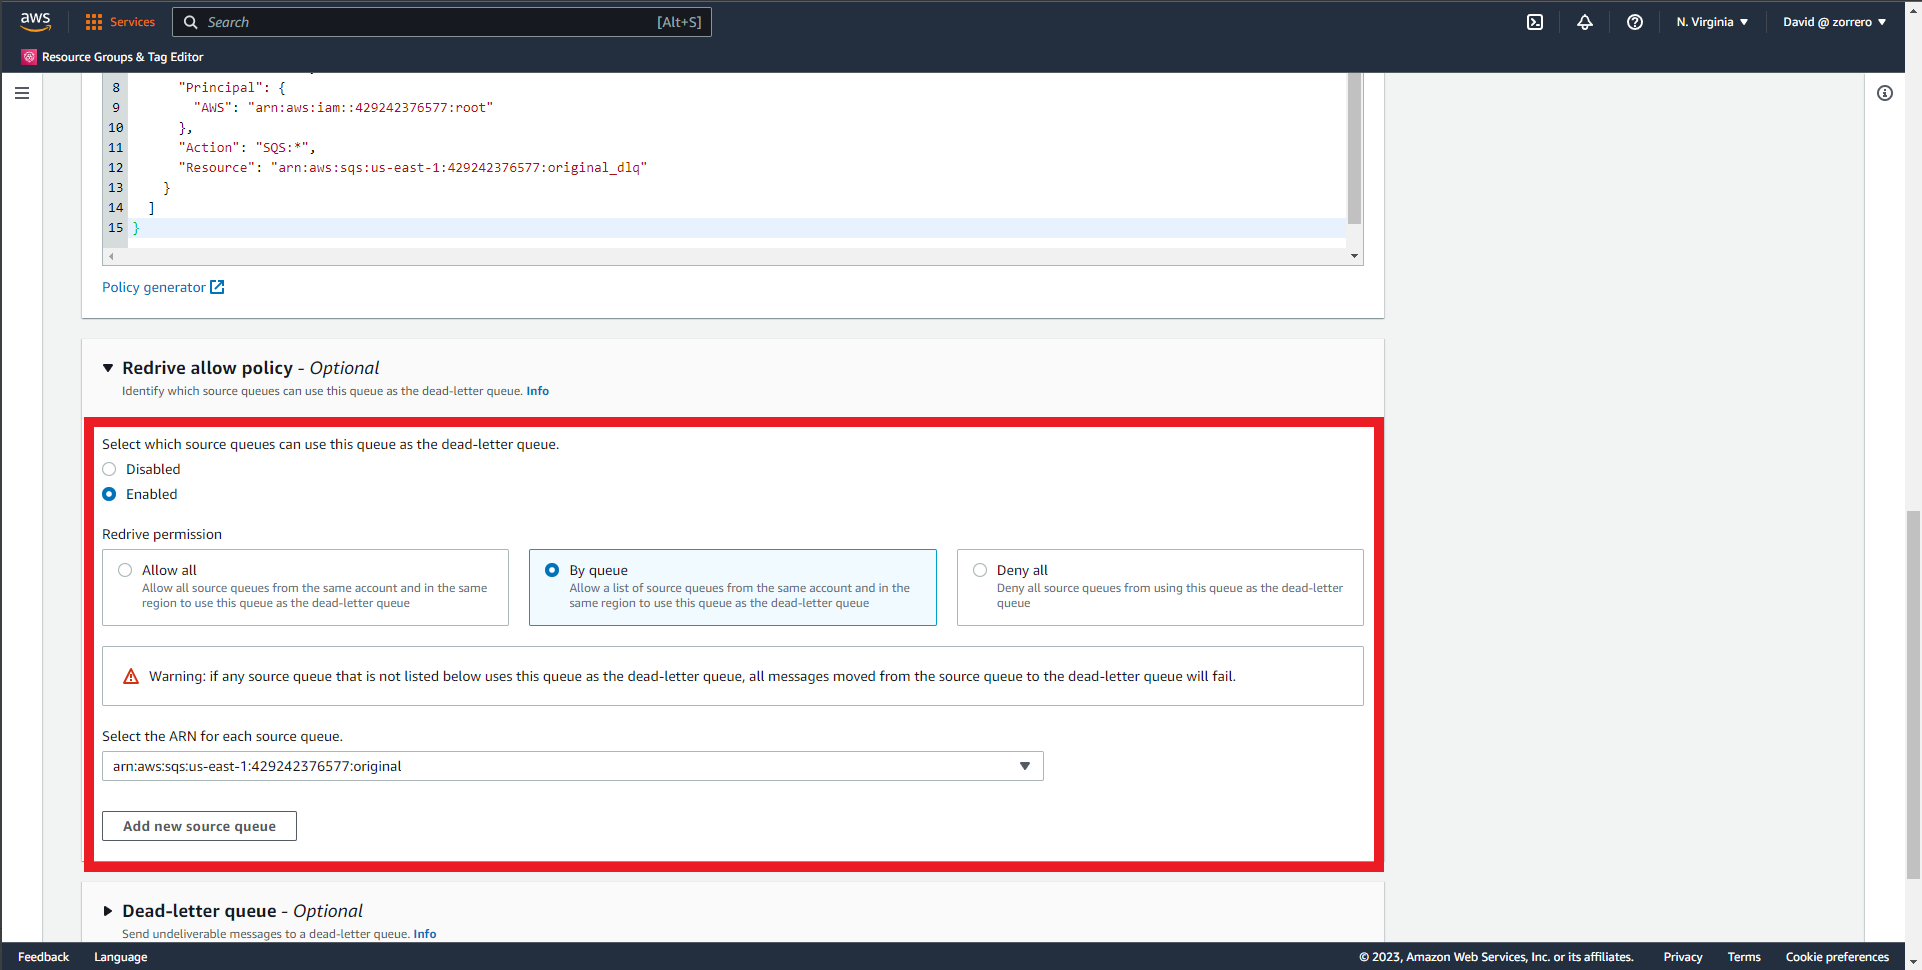 aws
Services
Search
[Alt+S]
N. Virginia
David @ zorrero
Resource Groups & Tag Editor
8 "Principal": {
9 "AWS": "arn:aws:iam::429242376577:root"
10 },
11 "Action": "SQS:*",
12 "Resource": "arn:aws:sqs:us-east-1:429242376577:original_dlq"
13 }
14 ]
15 }
Policy generator
Redrive allow policy - Optional
Identify which source queues can use this queue as the dead-letter queue. Info
Select which source queues can use this queue as the dead-letter queue.
Disabled
Enabled
Redrive permission
Allow all
Allow all source queues from the same account and in the same
region to use this queue as the dead-letter queue
By queue
Allow a list of source queues from the same account and in the
same region to use this queue as the dead-letter queue
Deny all
Deny all source queues from using this queue as the dead-letter
queue
Warning: if any source queue that is not listed below uses this queue as the dead-letter queue, all messages moved from the source queue to the dead-letter queue will fail.
Select the ARN for each source queue.
arn:aws:sqs:us-east-1:429242376577:original
Add new source queue
Dead-letter queue - Optional
Send undeliverable messages to a dead-letter queue. Info
Feedback
Language
© 2023, Amazon Web Services, Inc. or its affiliates.
Privacy
Terms
Cookie preferences